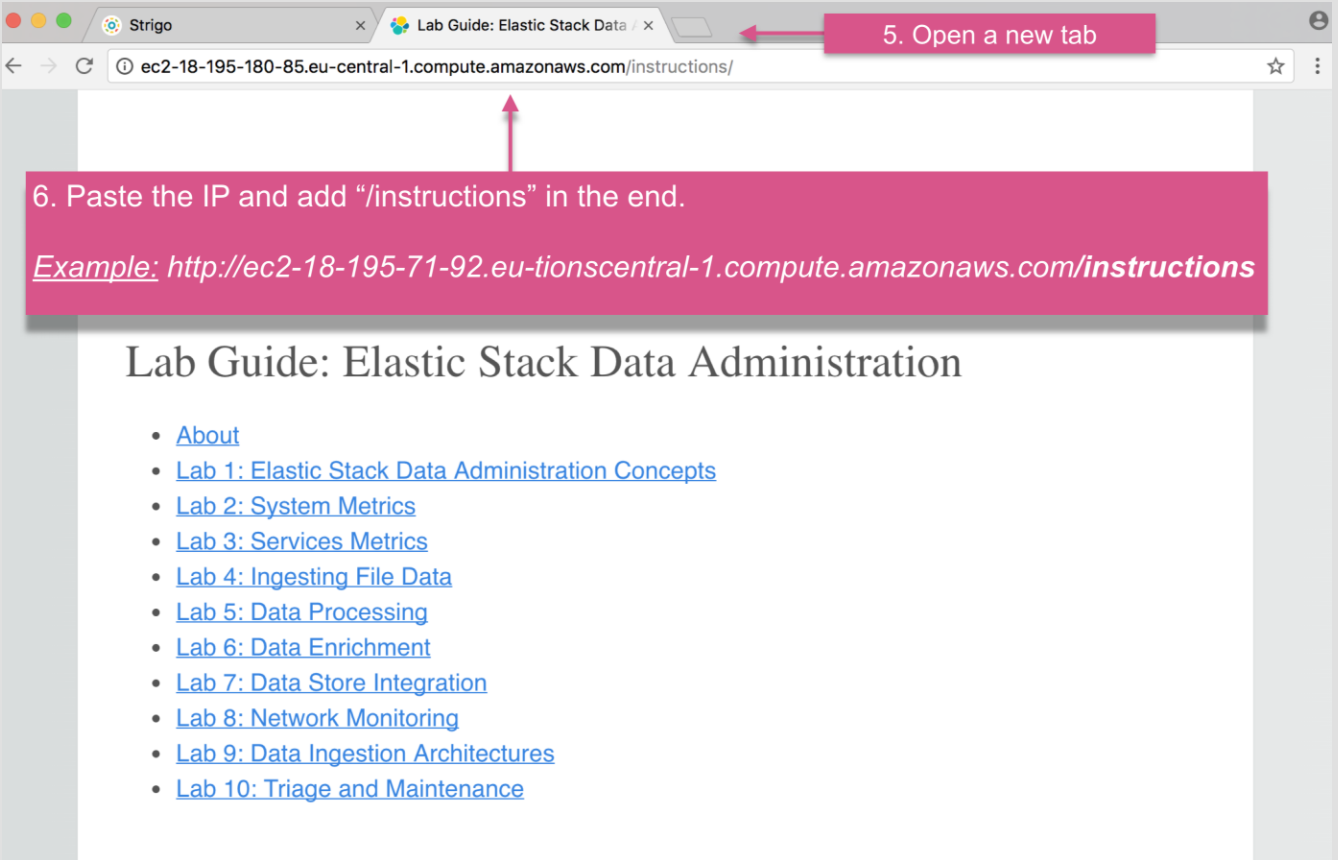 Strigo
Lab Guide: Elastic Stack Data
5. Open a new tab
ec2-18-195-180-85.eu-central-1.compute.amazonaws.com/instructions/
6. Paste the IP and add “/instructions” in the end.
Example: http://ec2-18-195-71-92.eu-tionscentral-1.compute.amazonaws.com/instructions
Lab Guide: Elastic Stack Data Administration
• About
• Lab 1: Elastic Stack Data Administration Concepts
• Lab 2: System Metrics
• Lab 3: Services Metrics
• Lab 4: Ingesting File Data
• Lab 5: Data Processing
• Lab 6: Data Enrichment
• Lab 7: Data Store Integration
• Lab 8: Network Monitoring
• Lab 9: Data Ingestion Architectures
• Lab 10: Triage and Maintenance